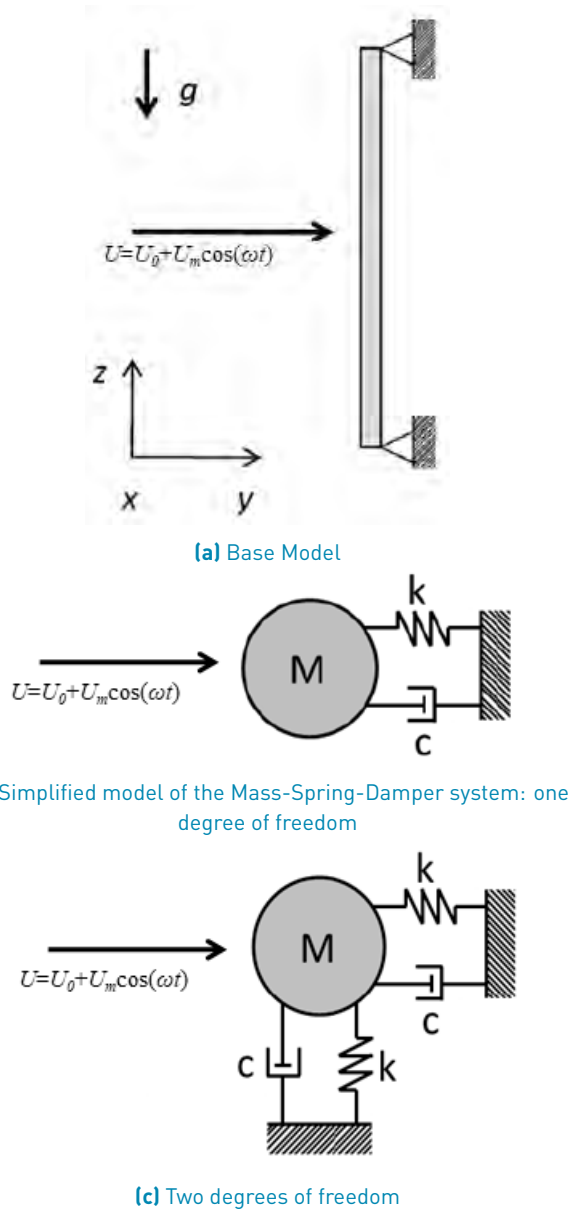 g
U=U₀+Uₘcos(ωt)
z
x y
(a) Base Model
k
M
U=U₀+Uₘcos(ωt)
c
Simplified model of the Mass-Spring-Damper system: one
degree of freedom
k
M
U=U₀+Uₘcos(ωt)
c
c k
(c) Two degrees of freedom